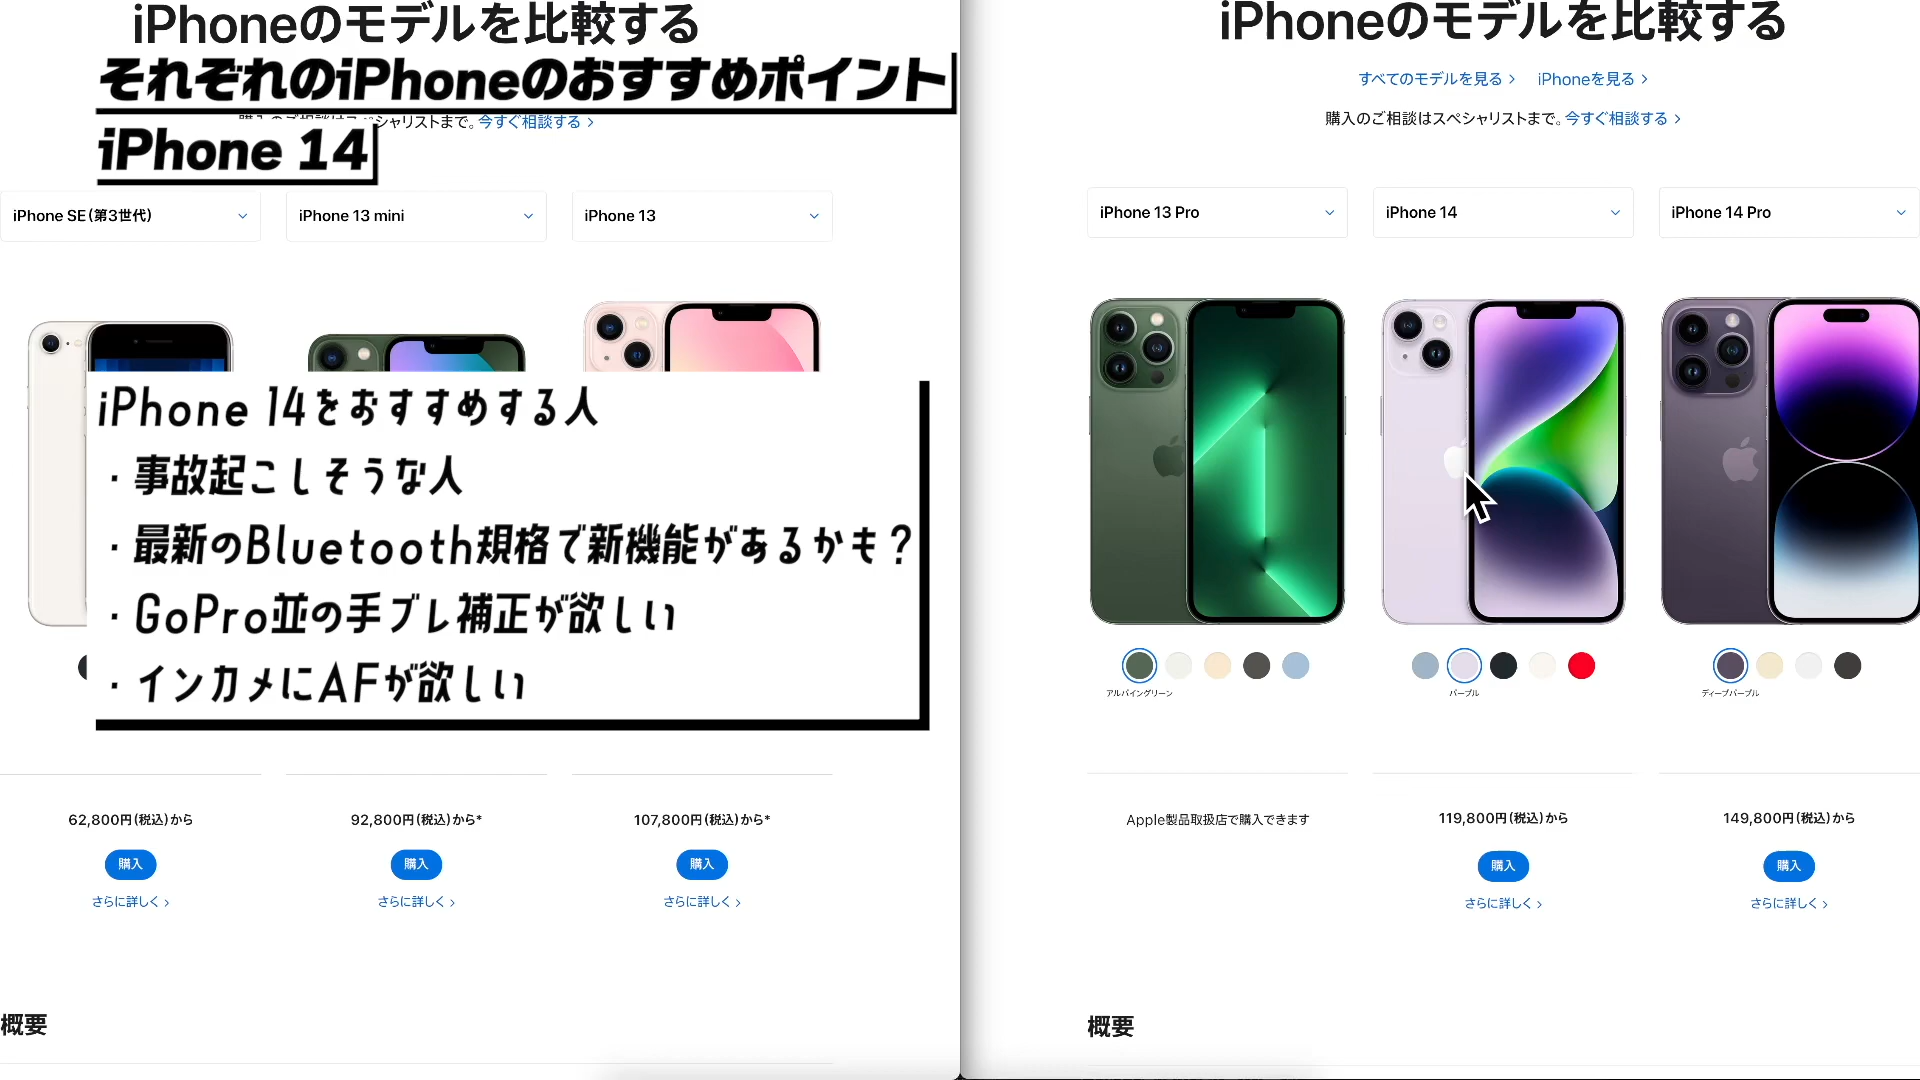 iPhoneのモデルを比較する
それぞれのiPhoneのおすすめポイント
シャリストまで。今すぐ相談する >
iPhone 14
iPhone SE(第3世代)
iPhone 13 mini
iPhone 13
iPhone 14をおすすめする人
・事故起こしそうな人
・最新のBluetooth規格で新機能があるかも？
・GoPro並の手ブレ補正が欲しい
・インカメにAFが欲しい
62,800円(税込)から
92,800円(税込)から*
107,800円(税込)から*
購入
購入
購入
さらに詳しく >
さらに詳しく >
さらに詳しく >
概要
iPhoneのモデルを比較する
すべてのモデルを見る > iPhoneを見る >
購入のご相談はスペシャリストまで。今すぐ相談する >
iPhone 13 Pro
iPhone 14
iPhone 14 Pro
アルパイングリーン
パープル
ディープパープル
Apple製品取扱店で購入できます
119,800円(税込)から
149,800円(税込)から
購入
購入
さらに詳しく >
さらに詳しく >
概要